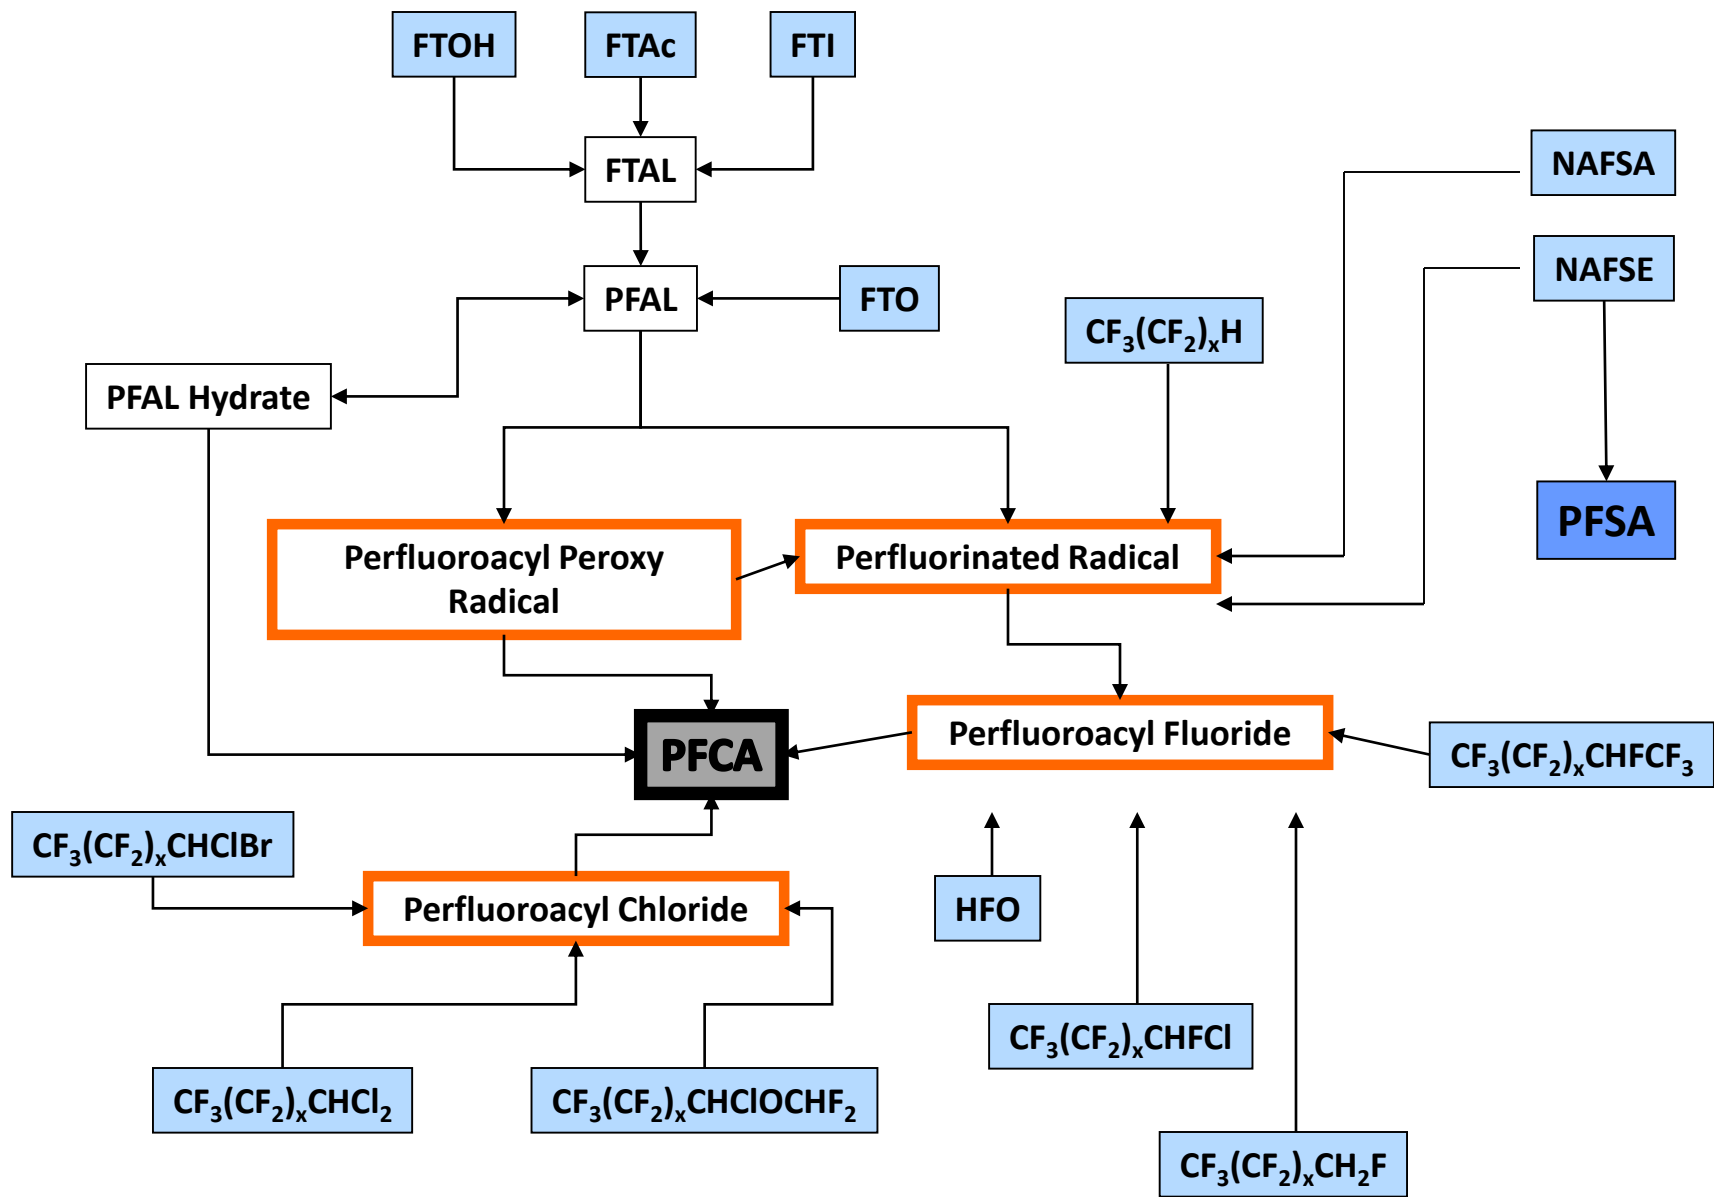 FTOH
FTAc
FTI
FTAL
NAFSA
NAFSE
PFAL
FTO
CF₃(CF₂)ₓH
PFAL Hydrate
PFSA
Perfluoroacyl Peroxy
Radical
Perfluorinated Radical
PFCA
Perfluoroacyl Fluoride
CF₃(CF₂)ₓCHFCF₃
CF₃(CF₂)ₓCHClBr
Perfluoroacyl Chloride
HFO
CF₃(CF₂)ₓCHFCl
CF₃(CF₂)ₓCHCl₂
CF₃(CF₂)ₓCHClOCHF₂
CF₃(CF₂)ₓCH₂F